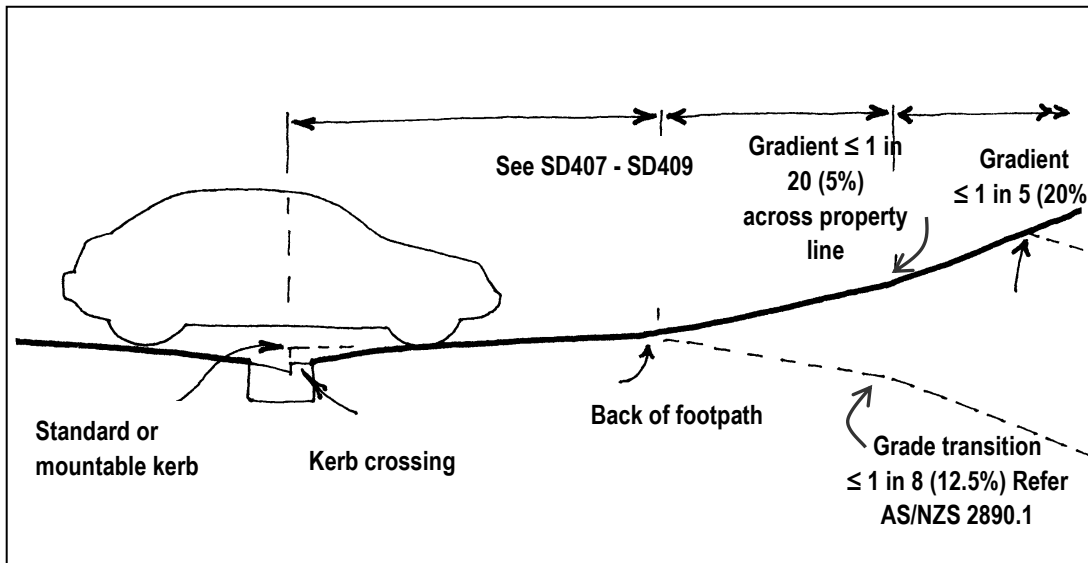 See SD407 - SD409
Gradient ≤ 1 in
20 (5%)
across property
line
Gradient
≤ 1 in 5 (20%
Standard or
mountable kerb
Kerb crossing
Back of footpath
Grade transition
≤ 1 in 8 (12.5%) Refer
AS/NZS 2890.1